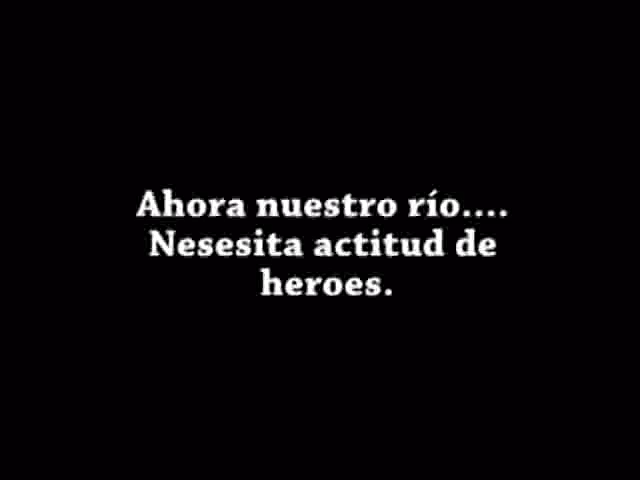 Ahora nuestro río....
Nesesita actitud de
heroes.